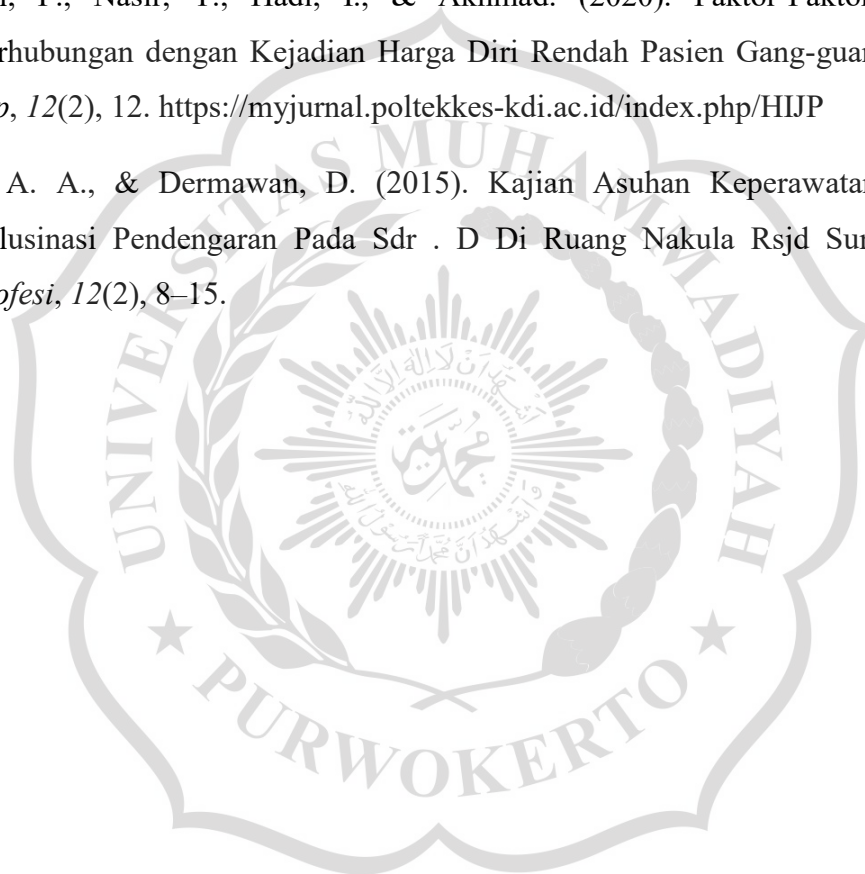 Nasir, Hadi, I., & Akhmad. (2020). Faktor-Faktor
rhubungan dengan Kejadian Harga Diri Rendah Pasien Gang-guan
12(2), 12. https://myjurnal.poltekkes-kdi.ac.id/index.php/HIJP
A. A., & Dermawan, D. (2015). Kajian Asuhan Keperawatan
lusinasi Pendengaran Pada Sdr . D Di Ruang Nakula Rsjd Sur
ofesi, 12(2), 8–15.
UNIVERSITAS MUHAMMADIYAH
محمدية
PURWOKERTO